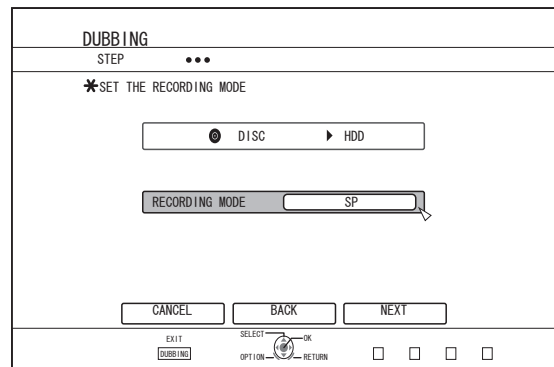 DUBBING
STEP
SET THE RECORDING MODE
DISC HDD
RECORDING MODE SP
CANCEL BACK NEXT
EXIT SELECT OK
DUBBING OPTION RETURN